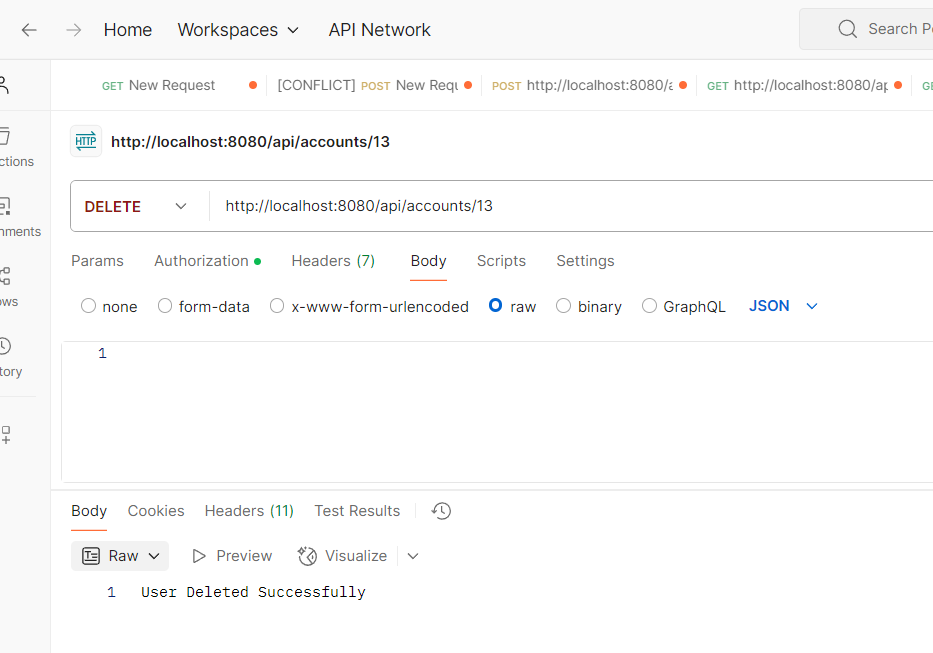 Home Workspaces API Network Search P
GET New Request [CONFLICT] POST New Requ POST http://localhost:8080/a GET http://localhost:8080/ap GE
HTTP http://localhost:8080/api/accounts/13
ctions
DELETE http://localhost:8080/api/accounts/13
nments
Params Authorization Headers (7) Body Scripts Settings
ows
none form-data x-www-form-urlencoded raw binary GraphQL JSON
1
tory
Body Cookies Headers (11) Test Results
Raw Preview Visualize
1 User Deleted Successfully